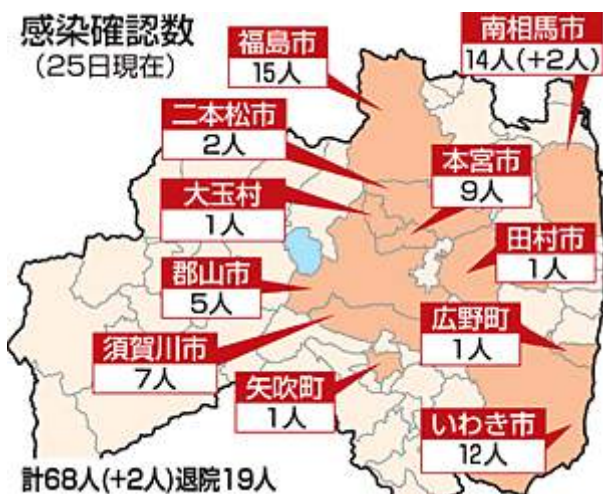 感染確認数
(25日現在)
福島市
15人
南相馬市
14人(+2人)
二本松市
2人
本宮市
9人
大玉村
1人
田村市
1人
郡山市
5人
広野町
1人
須賀川市
7人
矢吹町
1人
いわき市
12人
計68人(+2人)退院19人